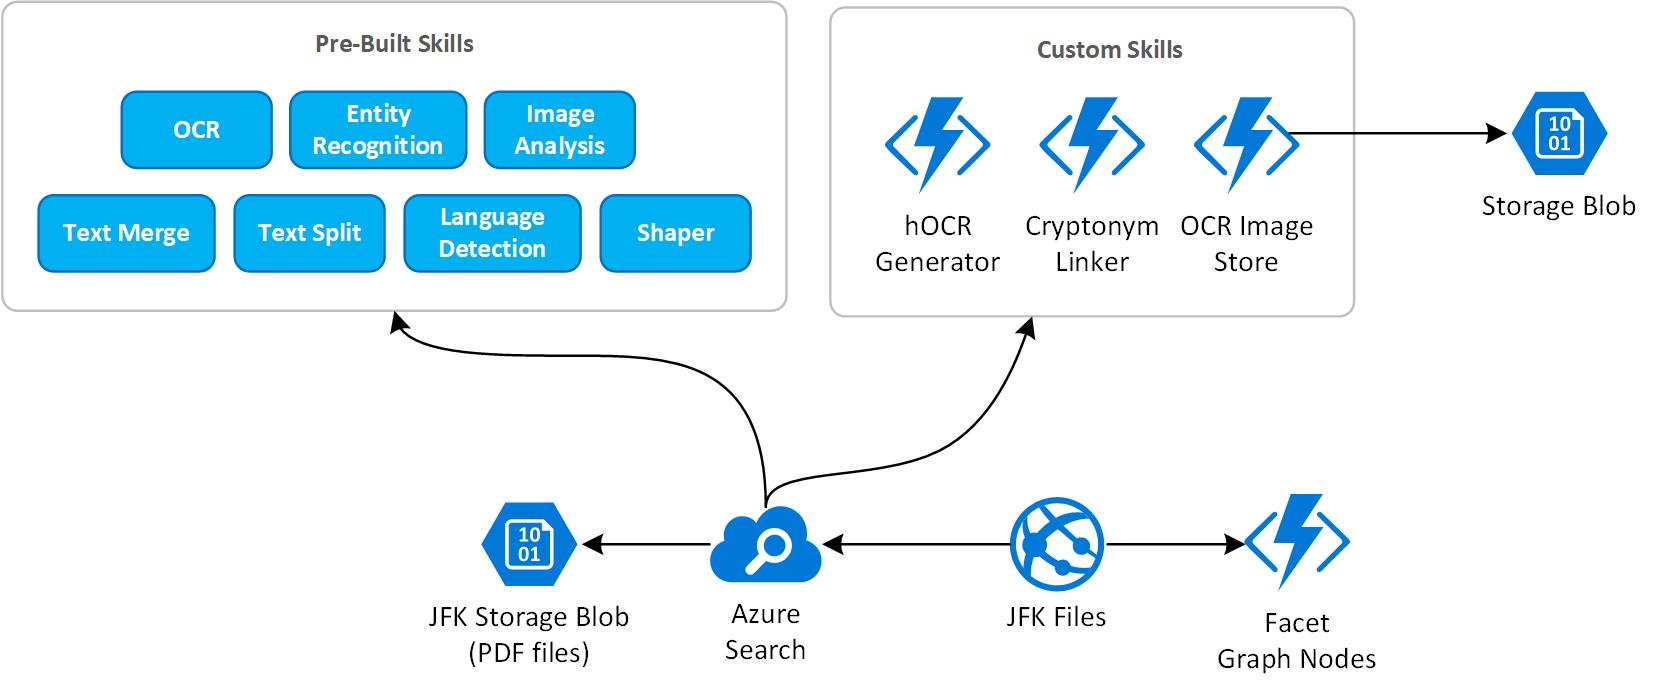 Pre-Built Skills
OCR
Entity
Recognition
Image
Analysis
Text Merge
Text Split
Language
Detection
Shaper
Custom Skills
hOCR
Generator
Cryptonym
Linker
OCR Image
Store
10
01
Storage Blob
10
01
JFK Storage Blob
(PDF files)
Azure
Search
JFK Files
Facet
Graph Nodes